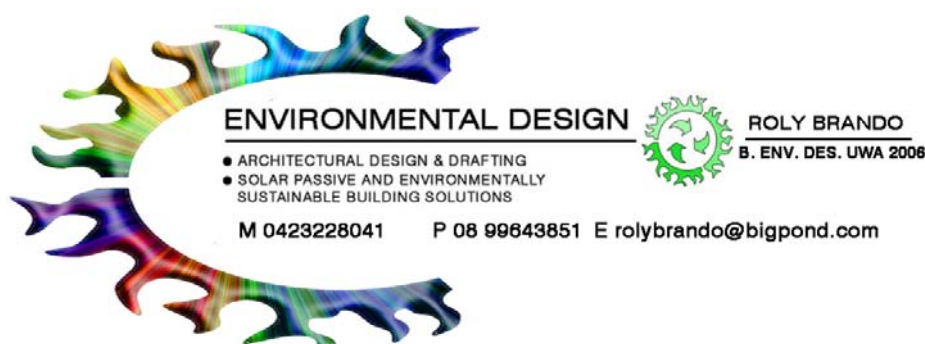 ENVIRONMENTAL DESIGN
● ARCHITECTURAL DESIGN & DRAFTING
● SOLAR PASSIVE AND ENVIRONMENTALLY
SUSTAINABLE BUILDING SOLUTIONS
ROLY BRANDO
B. ENV. DES. UWA 2006
M 0423228041 P 08 99643851 E rolybrando@bigpond.com